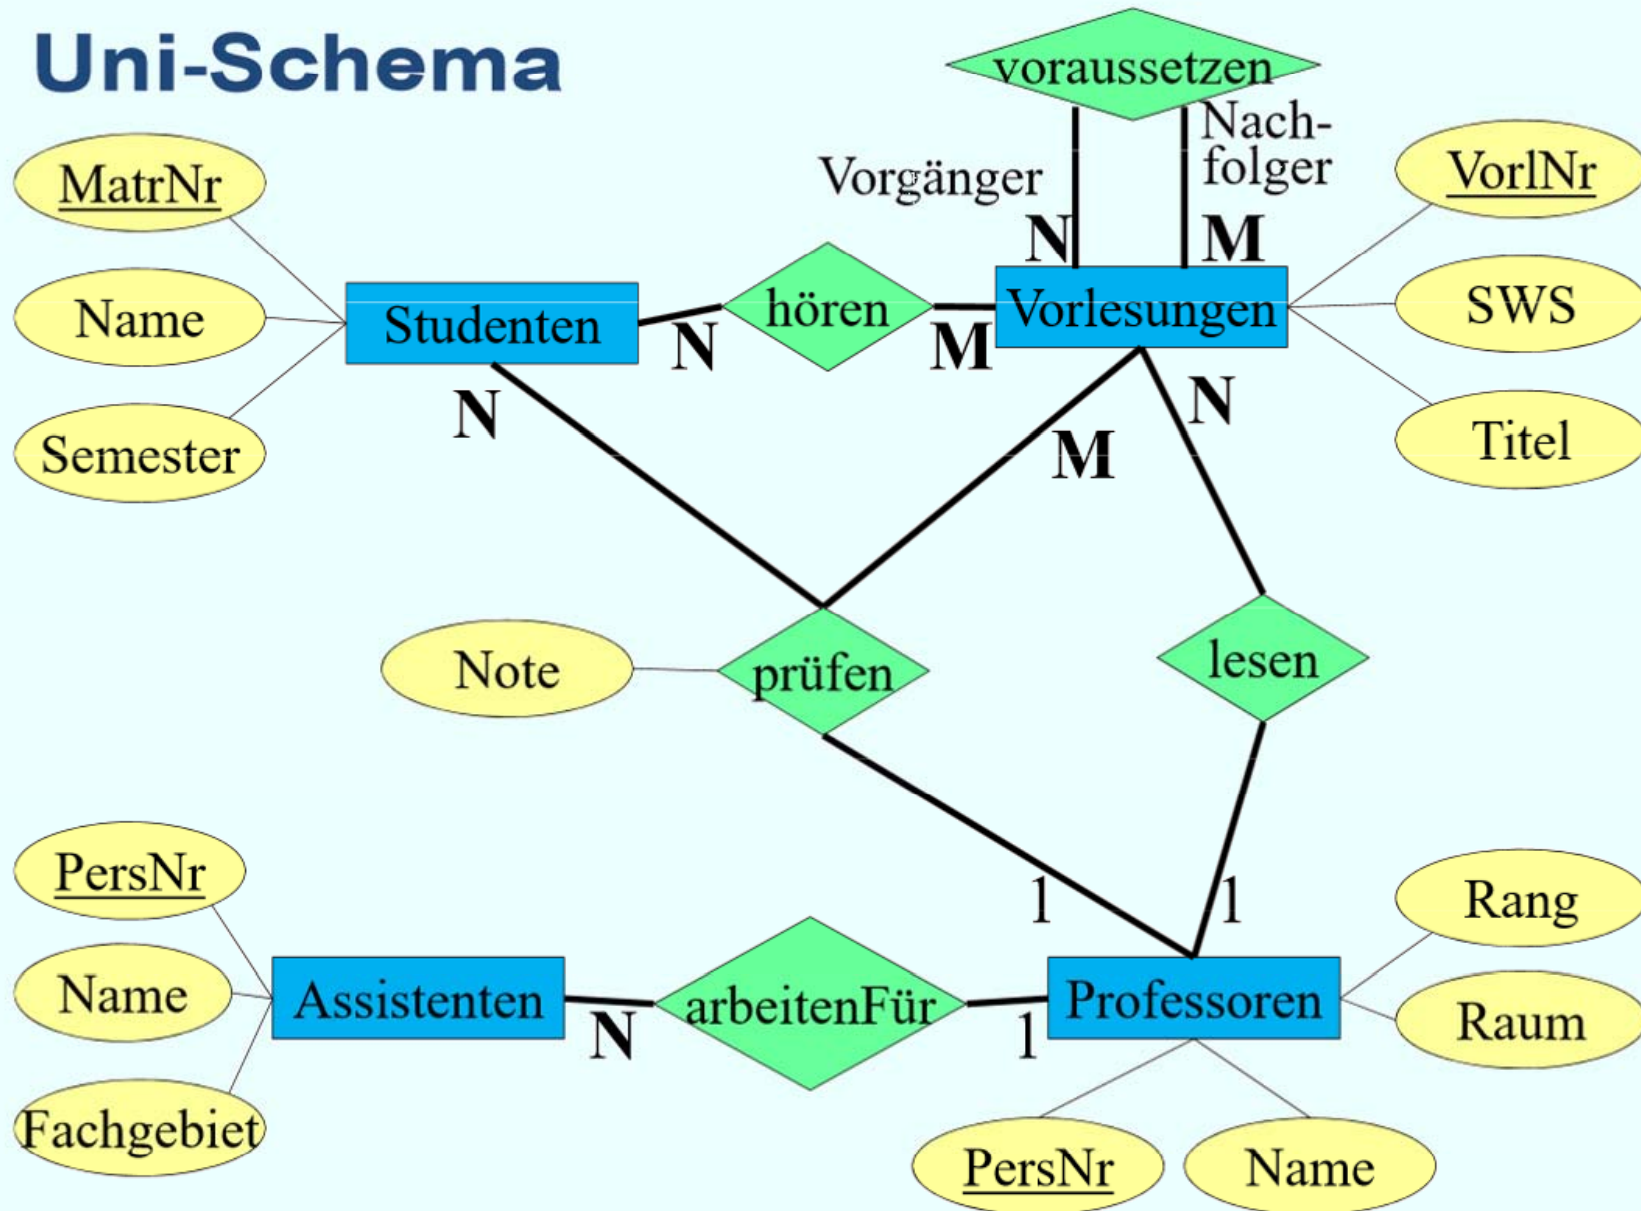 Uni-Schema
voraussetzen
Nach-
folger
Vorgänger
N
M
MatrNr
Name
Semester
Studenten
N
hören
M
Vorlesungen
VorlNr
SWS
Titel
N
M
N
Note
prüfen
lesen
1
1
PersNr
Name
Fachgebiet
Assistenten
N
arbeitenFür
1
Professoren
Rang
Raum
PersNr
Name